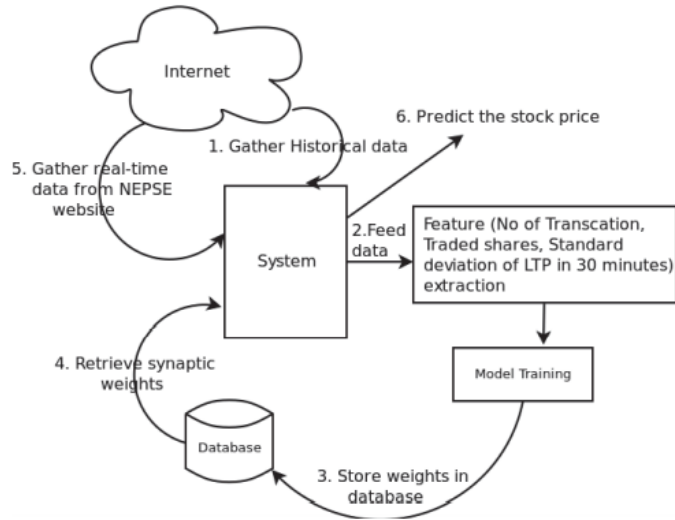 Internet
6. Predict the stock price
1. Gather Historical data
5. Gather real-time
data from NEPSE
website
System
2.Feed
data
Feature (No of Transcation,
Traded shares, Standard
deviation of LTP in 30 minutes)
extraction
4. Retrieve synaptic
weights
Model Training
Database
3. Store weights in
database